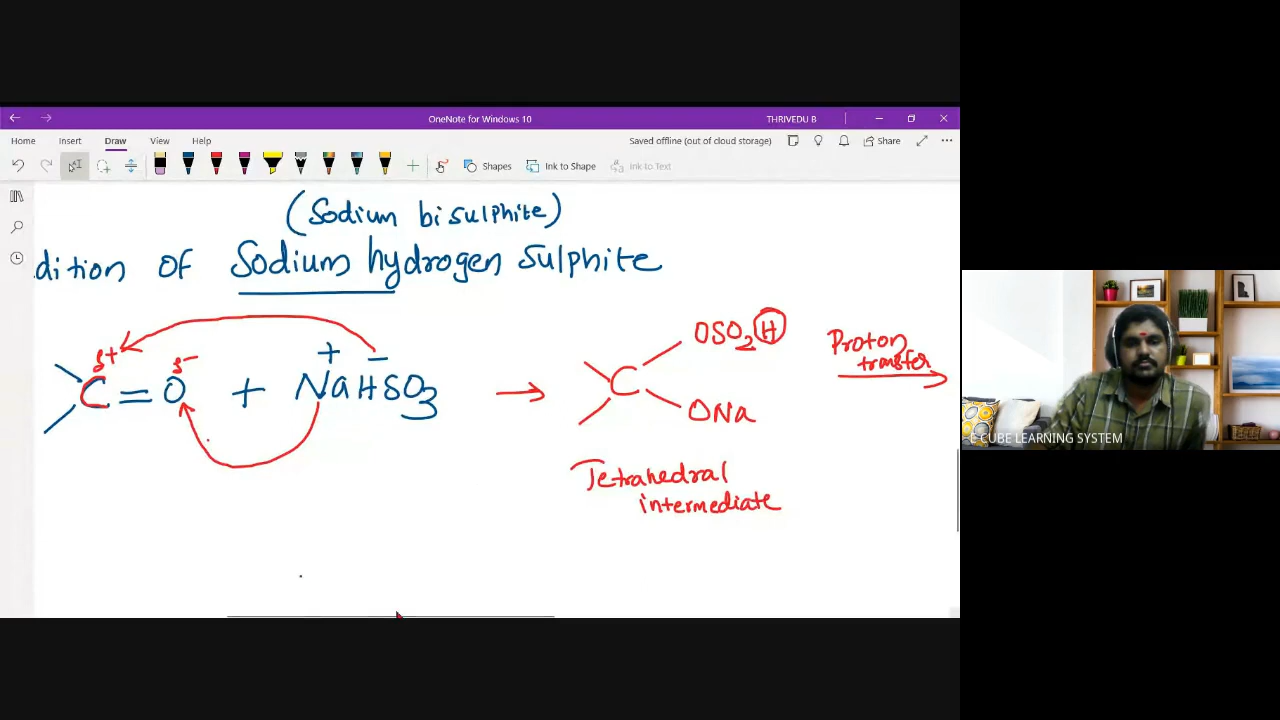 OneNote for Windows 10
THRIVEDU B
Home Insert Draw View Help
Saved offline (out of cloud storage)
Share
Shapes Ink to Shape Ink to Text
(Sodium bisulphite)
dition of Sodium hydrogen sulphite
δ+ δ-
+ -
C = O + NaHSO3 →
C
OSO2H
ONa
Proton
transfer
Tetrahedral
intermediate
E CUBE LEARNING SYSTEM